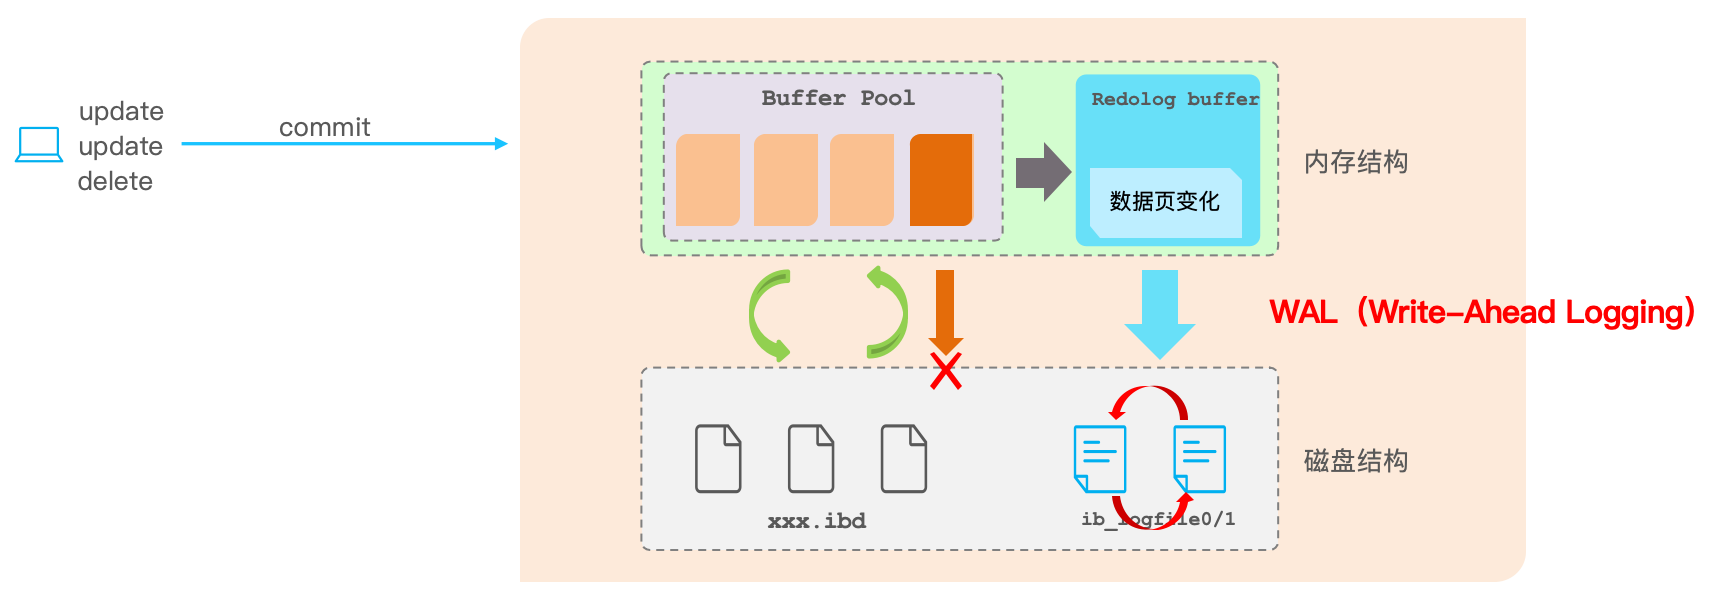 update
update
delete
commit
Buffer Pool
Redolog buffer
数据页变化
内存结构
WAL（Write-Ahead Logging）
xxx.ibd
ib_logfile0/1
磁盘结构